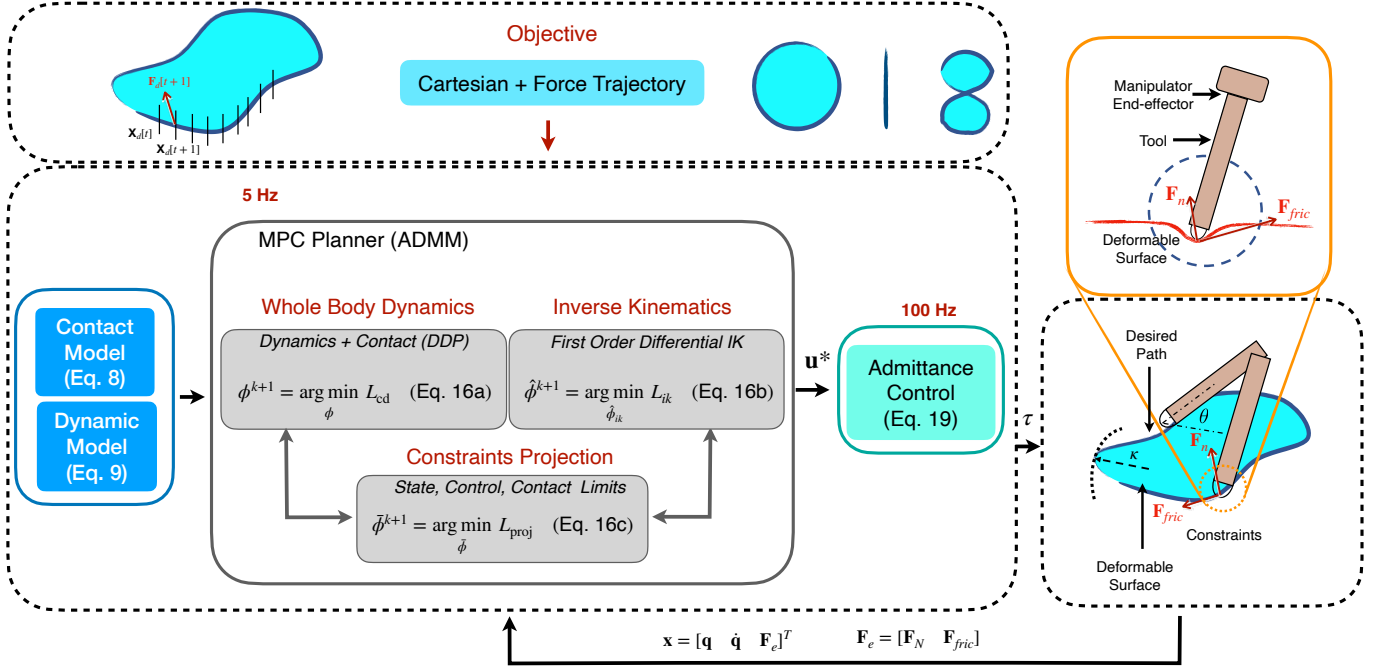 Objective
Cartesian + Force Trajectory
F_d[t + 1]
x_d[t]
x_d[t+1]
5 Hz
MPC Planner (ADMM)
Contact
Model
(Eq. 8)
Dynamic
Model
(Eq. 9)
Whole Body Dynamics
Dynamics + Contact (DDP)
ϕ^{k+1} = arg min_ϕ L_cd (Eq. 16a)
Inverse Kinematics
First Order Differential IK
ϕ̂^{k+1} = arg min_{ϕ̂_ik} L_ik (Eq. 16b)
Constraints Projection
State, Control, Contact Limits
ϕ̄^{k+1} = arg min_ϕ̄ L_proj (Eq. 16c)
u*
100 Hz
Admittance
Control
(Eq. 19)
τ
Manipulator
End-effector
Tool
F_n
F_fric
Deformable
Surface
Desired
Path
θ
F_n
κ
F_fric
Constraints
Deformable
Surface
x = [q q̇ F_e]^T F_e = [F_N F_fric]